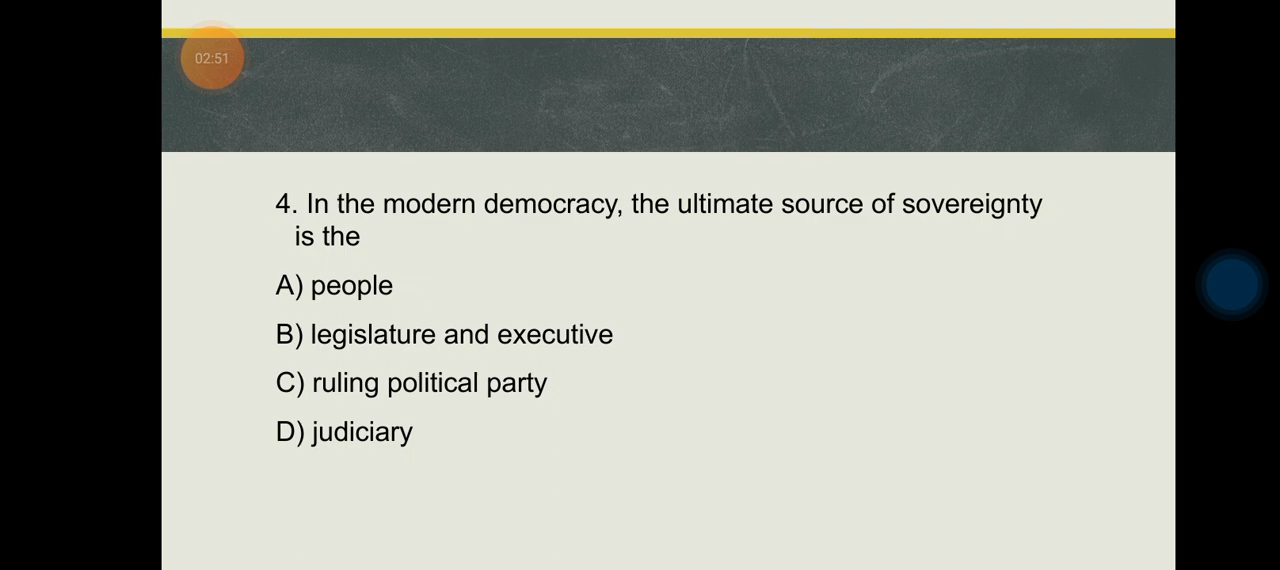 02:51
4. In the modern democracy, the ultimate source of sovereignty
is the
A) people
B) legislature and executive
C) ruling political party
D) judiciary